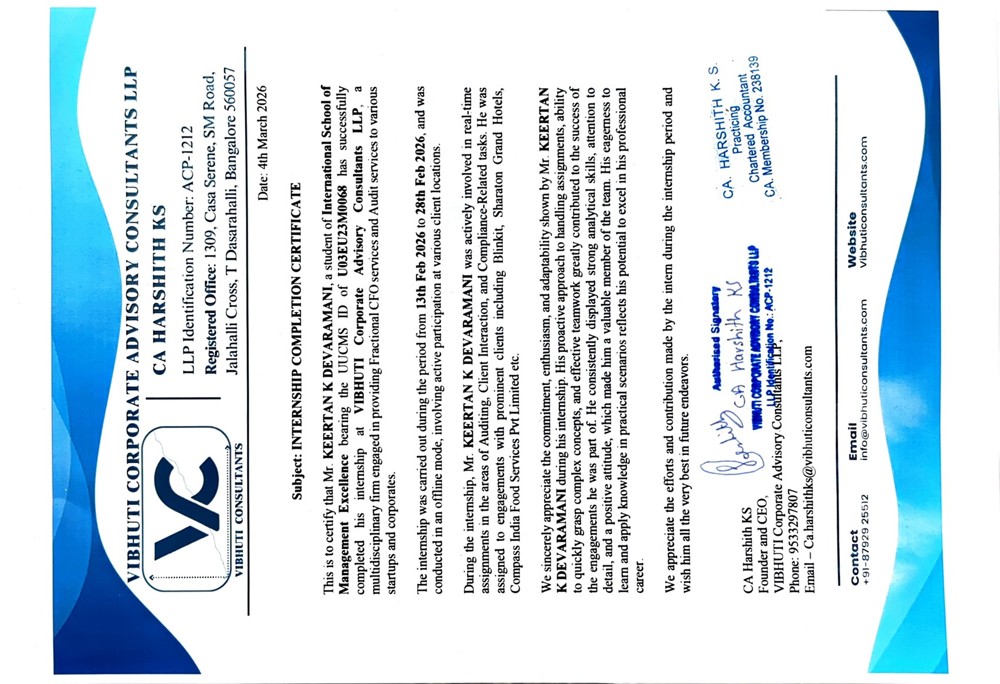 VIBHUTI CORPORATE ADVISORY CONSULTANTS LLP
VC
VIBHUTI CONSULTANTS
CA HARSHITH KS
LLP Identification Number: ACP-1212
Registered Office: 1309, Casa Serene, SM Road,
Jalahalli Cross, T Dasarahalli, Bangalore 560057
Date: 4th March 2026
Subject: INTERNSHIP COMPLETION CERTIFICATE
This is to certify that Mr. KEERTAN K DEVARAMANI, a student of International School of
Management Excellence bearing the UUCMS ID of U03EU23M0068 has successfully
completed his internship at VIBHUTI Corporate Advisory Consultants LLP, a
multidisciplinary firm engaged in providing Fractional CFO services and Audit services to various
startups and corporates.
The internship was carried out during the period from 13th Feb 2026 to 28th Feb 2026, and was
conducted in an offline mode, involving active participation at various client locations.
During the internship, Mr. KEERTAN K DEVARAMANI was actively involved in real-time
assignments in the areas of Auditing, Client Interaction, and Compliance-Related tasks. He was
assigned to engagements with prominent clients including Blinkit, Sharaton Grand Hotels,
Compass India Food Services Pvt Limited etc.
We sincerely appreciate the commitment, enthusiasm, and adaptability shown by Mr. KEERTAN
K DEVARAMANI during his internship. His proactive approach to handling assignments, ability
to quickly grasp complex concepts, and effective teamwork greatly contributed to the success of
the engagements he was part of. He consistently displayed strong analytical skills, attention to
detail, and a positive attitude, which made him a valuable member of the team. His eagerness to
learn and apply knowledge in practical scenarios reflects his potential to excel in his professional
career.
We appreciate the efforts and contribution made by the intern during the internship period and
wish him all the very best in future endeavors.
Authorised Signatory
CA Harshith KS
VIBHUTI CORPORATE ADVISORY CONSULTANTS LLP
LLP Identification No.: ACP-1212
CA. HARSHITH K. S.
Practicing
Chartered Accountant
CA. Membership No. 238139
CA Harshith KS
Founder and CEO,
VIBHUTI Corporate Advisory Consultants LLP,
Phone: 9533297807
Email – Ca.harshithks@vibhuticonsultants.com
Contact
+91-87929 25512
Email
info@vibhuticonsultants.com
Website
vibhuticonsultants.com